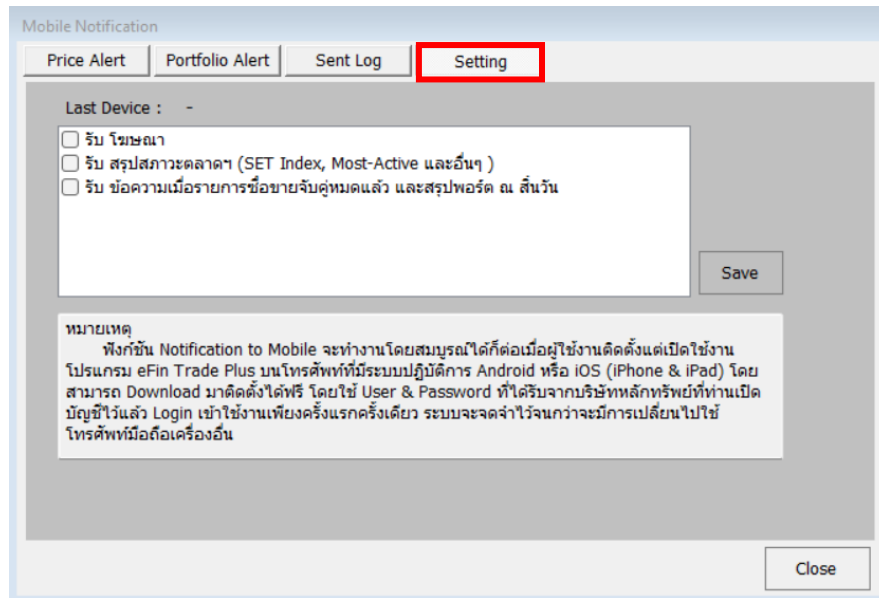 Mobile Notification
Price Alert Portfolio Alert Sent Log Setting
Last Device : -
รับ โฆษณา
รับ สรุปสภาวะตลาดฯ (SET Index, Most-Active และอื่นๆ )
รับ ข้อความเมื่อรายการซื้อขายจับคู่หมดแล้ว และสรุปพอร์ต ณ สิ้นวัน
Save
หมายเหตุ
ฟังก์ชัน Notification to Mobile จะทำงานโดยสมบูรณ์ได้ก็ต่อเมื่อผู้ใช้งานติดตั้งแต่เปิดใช้งาน
โปรแกรม eFin Trade Plus บนโทรศัพท์ที่มีระบบปฏิบัติการ Android หรือ iOS (iPhone & iPad) โดย
สามารถ Download มาติดตั้งได้ฟรี โดยใช้ User & Password ที่ได้รับจากบริษัทหลักทรัพย์ที่ท่านเปิด
บัญชีไว้แล้ว Login เข้าใช้งานเพียงครั้งแรกครั้งเดียว ระบบจะจดจำไว้จนกว่าจะมีการเปลี่ยนไปใช้
โทรศัพท์มือถือเครื่องอื่น
Close